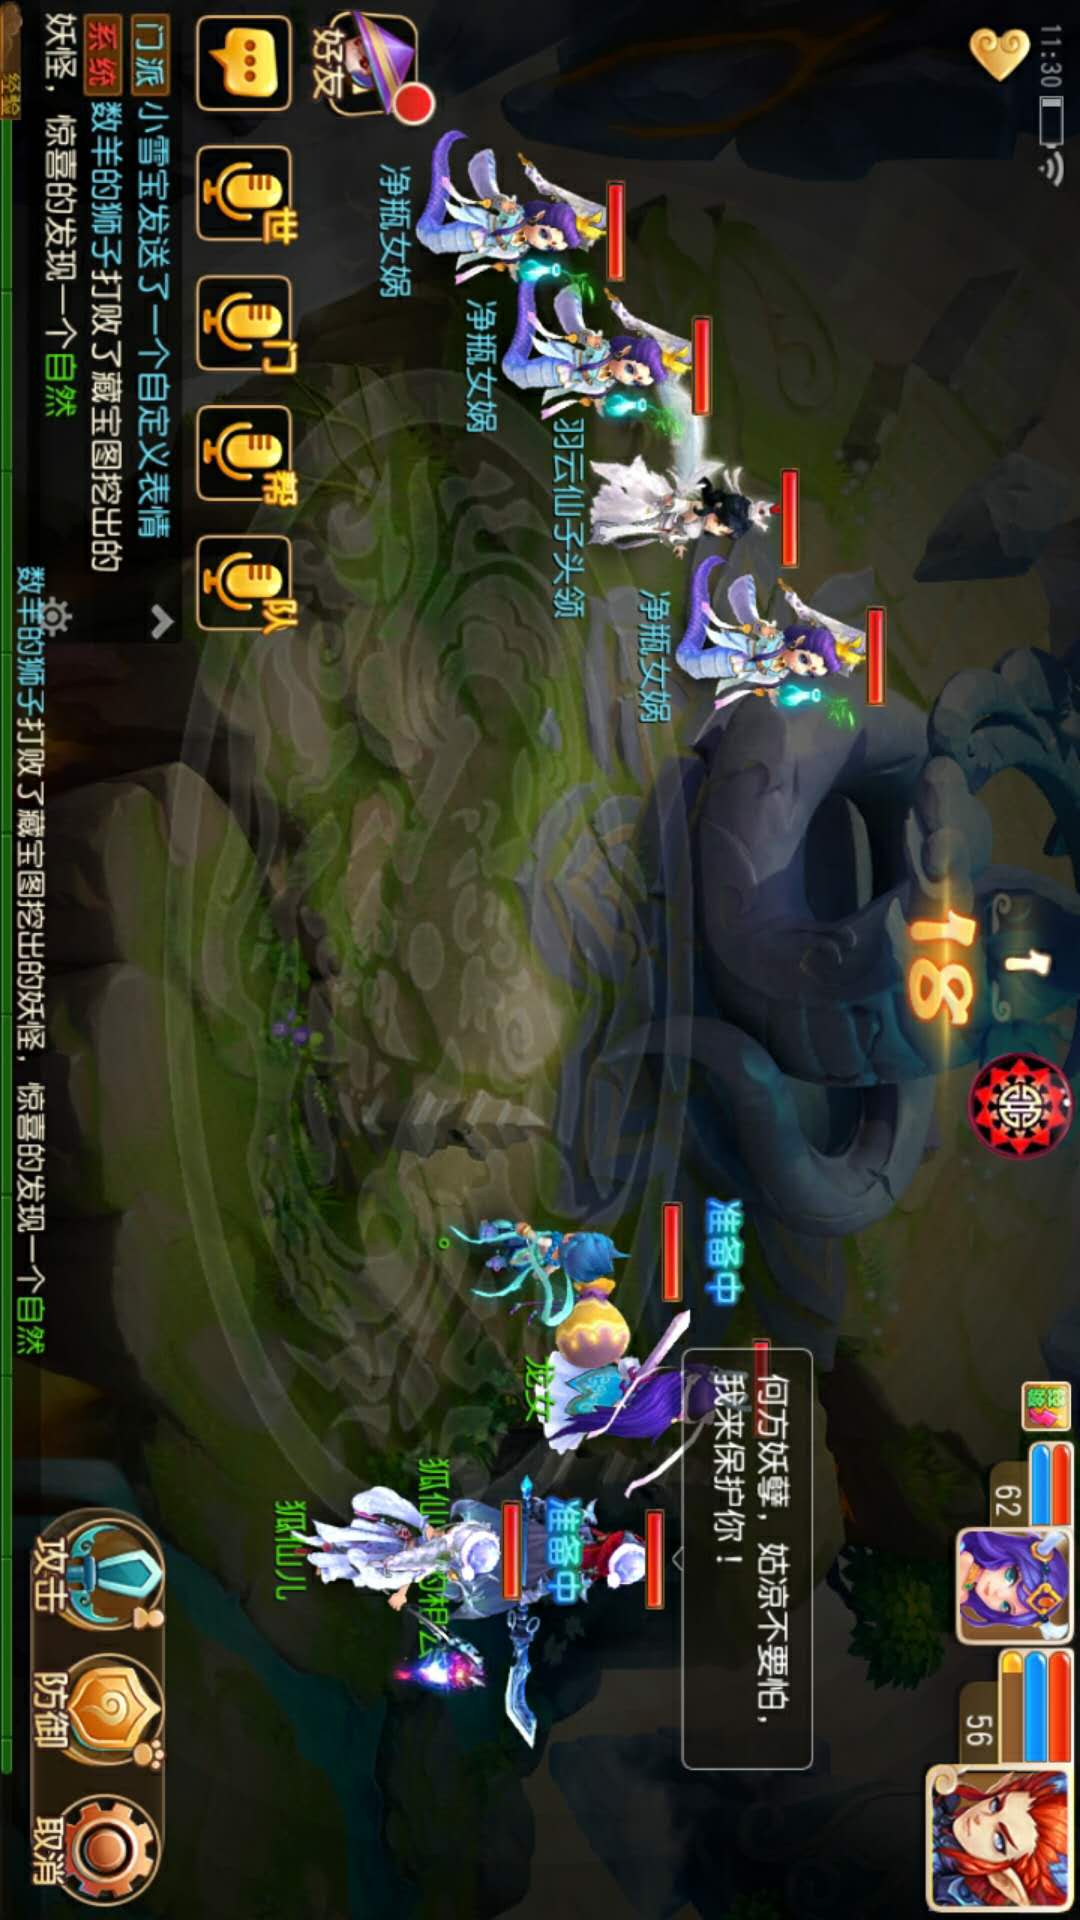 11:30
1
18
经验
62
56
何方妖孽，姑凉不要怕，
我来保护你！
净瓶女娲
净瓶女娲
羽云仙子头领
净瓶女娲
准备中
龙女
准备中
狐仙儿
好友
世
门
帮
队
门派 小雪宝发送了一个自定义表情
系统 数羊的狮子打败了藏宝图挖出的
妖怪，惊喜的发现一个自然
数羊的狮子打败了藏宝图挖出的妖怪，惊喜的发现一个自然
攻击
防御
取消
经验